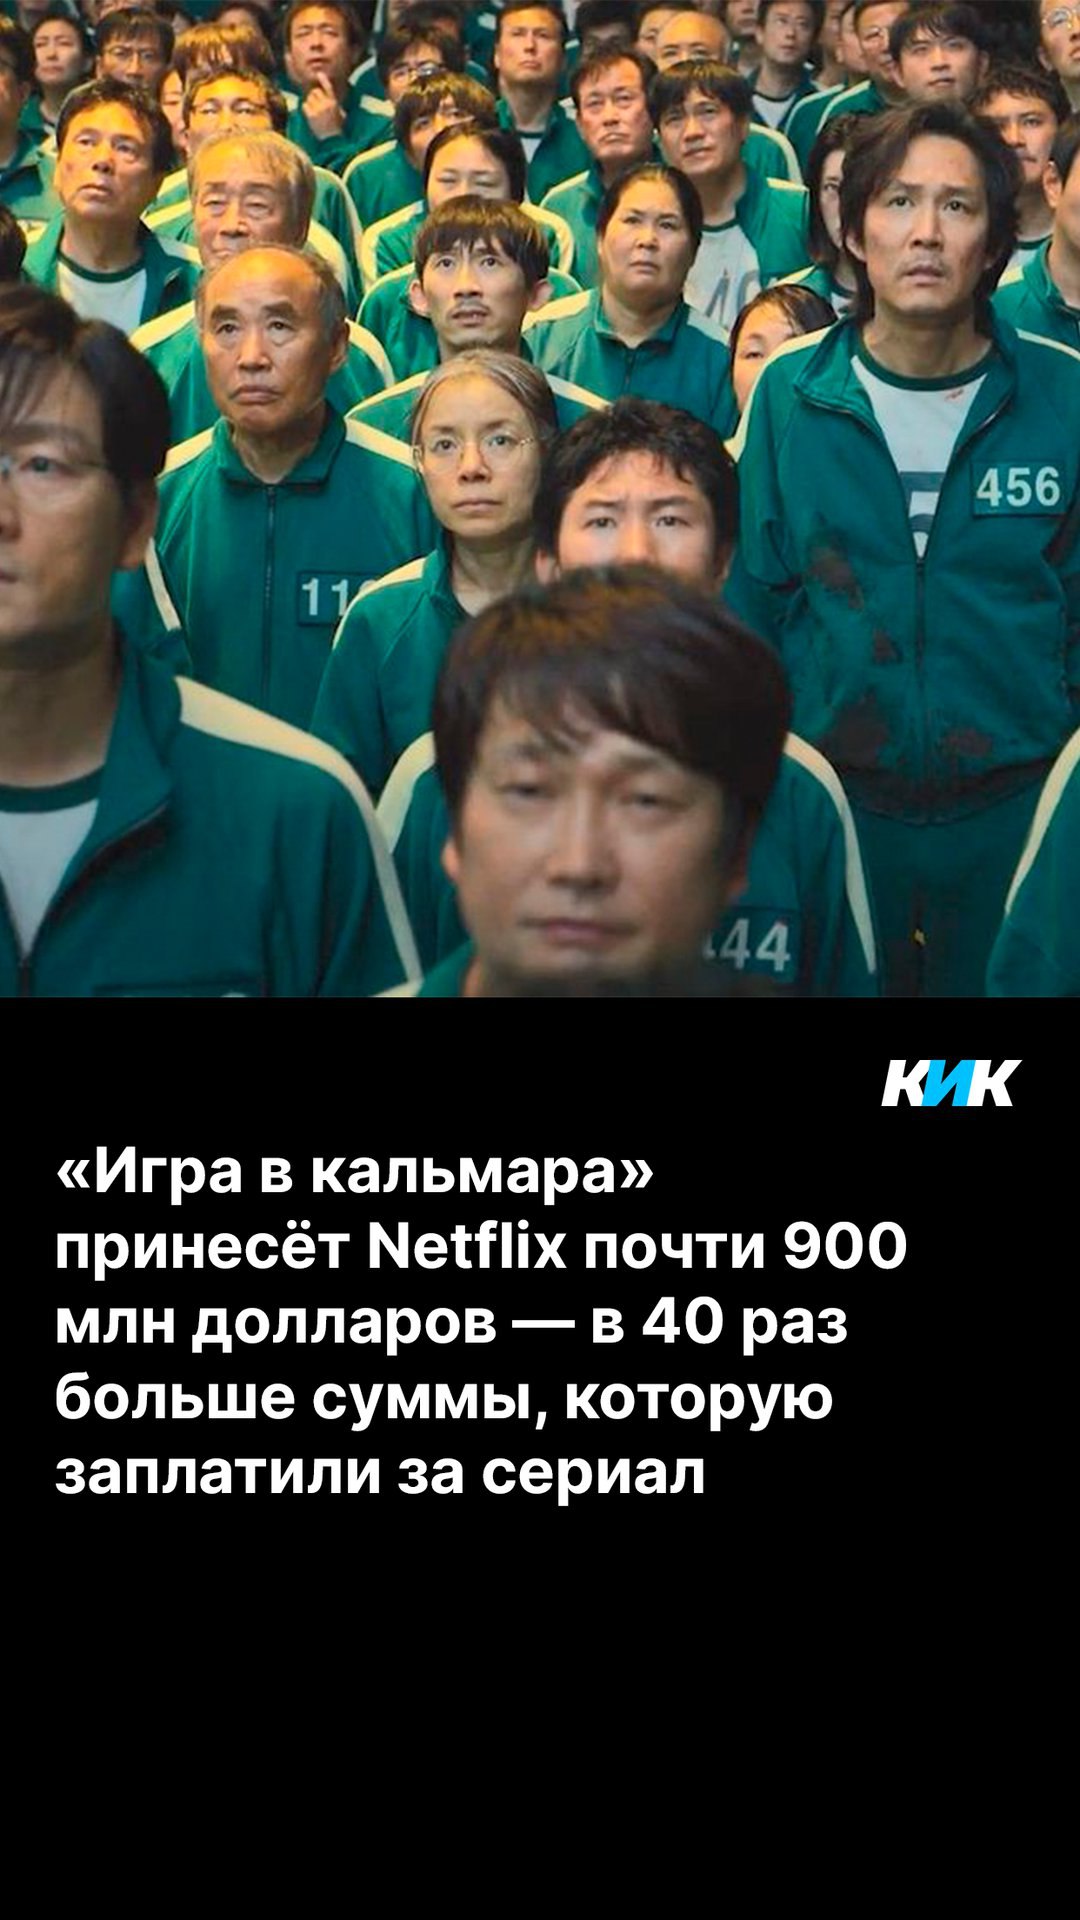 456
11
44
КИК
«Игра в кальмара»
принесёт Netflix почти 900
млн долларов — в 40 раз
больше суммы, которую
заплатили за сериал